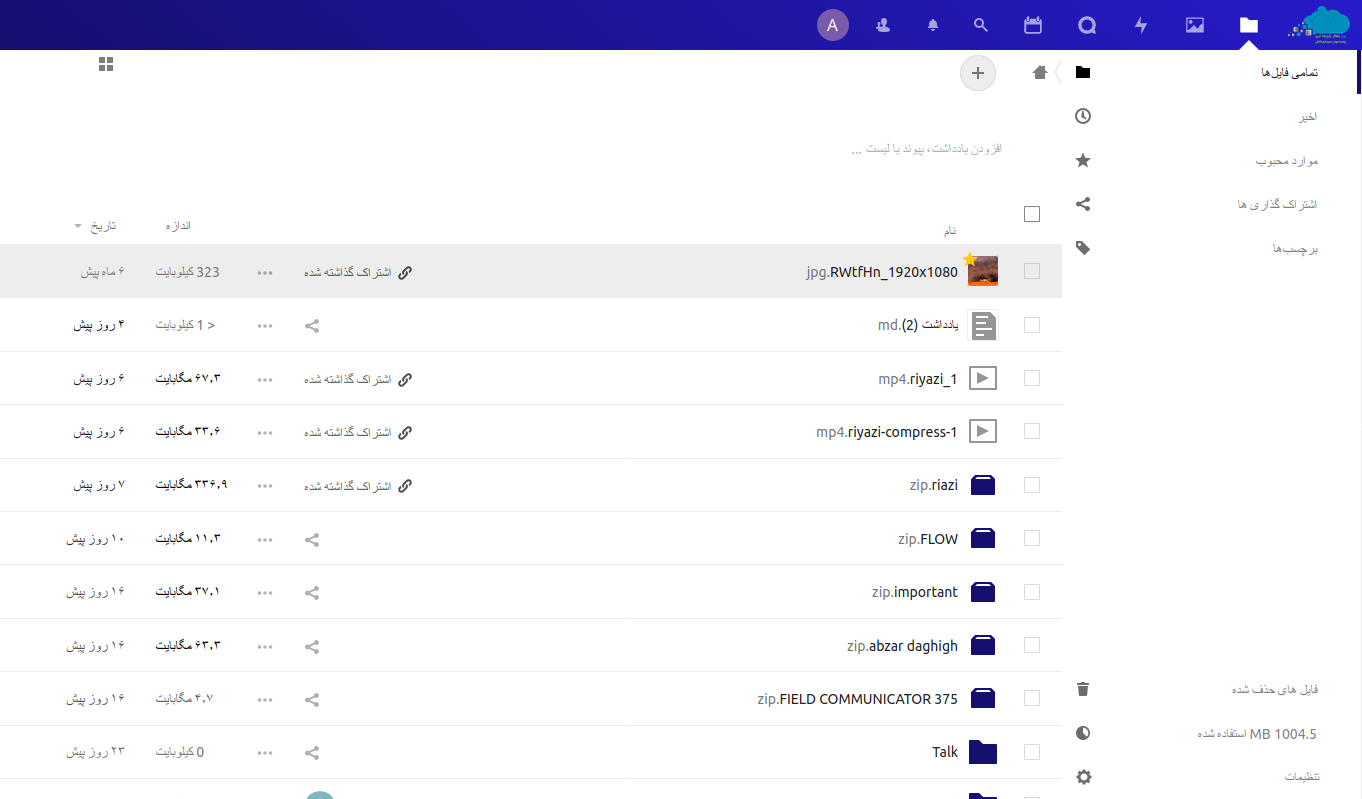 A
تمامی فایل‌ها
اخیر
موارد محبوب
اشتراک گذاری ها
برچسب‌ها
فایل های حذف شده
1004.5 MB استفاده شده
تنظیمات
افزودن یادداشت، پیوند یا لیست ...
نام اندازه تاریخ
RWtfHn_1920x1080.jpg اشتراک گذاشته شده 323 کیلوبایت ۶ ماه پیش
یادداشت (2).md < 1 کیلوبایت ۴ روز پیش
riyazi_1.mp4 اشتراک گذاشته شده ۶۷٫۳ مگابایت ۶ روز پیش
riyazi-compress-1.mp4 اشتراک گذاشته شده ۳۳٫۶ مگابایت ۶ روز پیش
riazi.zip اشتراک گذاشته شده ۳۳۶٫۹ مگابایت ۷ روز پیش
FLOW.zip ۱۱٫۳ مگابایت ۱۰ روز پیش
important.zip ۳۷٫۱ مگابایت ۱۶ روز پیش
abzar daghigh.zip ۶۳٫۳ مگابایت ۱۶ روز پیش
FIELD COMMUNICATOR 375.zip ۴٫۷ مگابایت ۱۶ روز پیش
Talk 0 کیلوبایت ۲۳ روز پیش